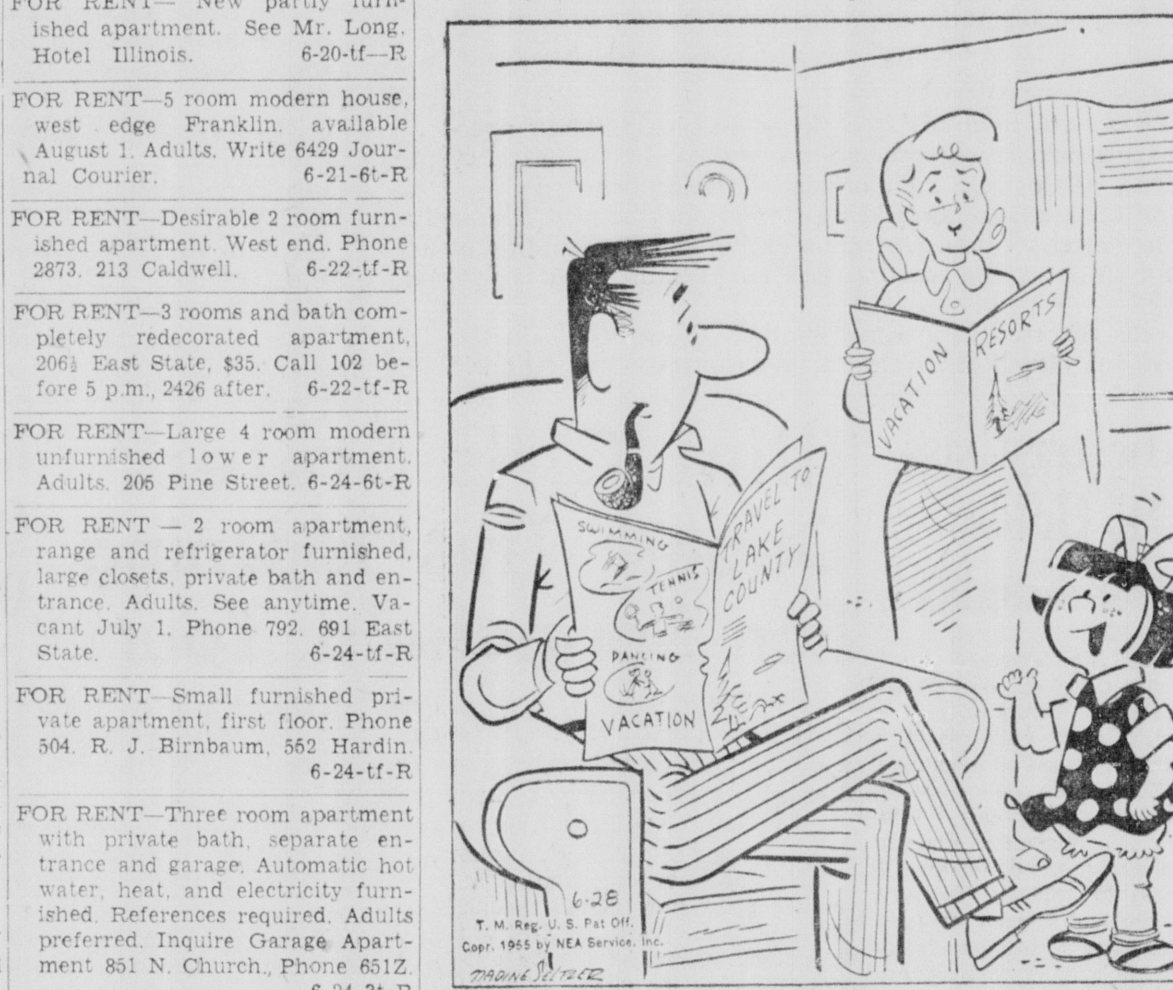 FOR RENT— New partly furn-
ished apartment. See Mr. Long,
Hotel Illinois. 6-20-tf—R
FOR RENT—5 room modern house,
west edge Franklin. available
August 1. Adults. Write 6429 Jour-
nal Courier. 6-21-6t-R
FOR RENT—Desirable 2 room furn-
ished apartment. West end. Phone
2873. 213 Caldwell. 6-22-tf-R
FOR RENT—3 rooms and bath com-
pletely redecorated apartment,
206½ East State, $35. Call 102 be-
fore 5 p.m., 2426 after. 6-22-tf-R
FOR RENT—Large 4 room modern
unfurnished lower apartment.
Adults. 205 Pine Street. 6-24-6t-R
FOR RENT — 2 room apartment,
range and refrigerator furnished,
large closets, private bath and en-
trance. Adults. See anytime. Va-
cant July 1. Phone 792. 691 East
State. 6-24-tf-R
FOR RENT—Small furnished pri-
vate apartment, first floor. Phone
504. R. J. Birnbaum, 552 Hardin.
6-24-tf-R
FOR RENT—Three room apartment
with private bath, separate en-
trance and garage. Automatic hot
water, heat, and electricity furn-
ished. References required. Adults
preferred. Inquire Garage Apart-
ment 851 N. Church., Phone 651Z.
6-24-3t-R
VACATION
RESORTS
SWIMMING
TENNIS
DANCING
VACATION
TRAVEL TO
LAKE
COUNTY
6-28
T. M. Reg. U. S. Pat Off.
Copr. 1955 by NEA Service, Inc.
NADINE SELTZER